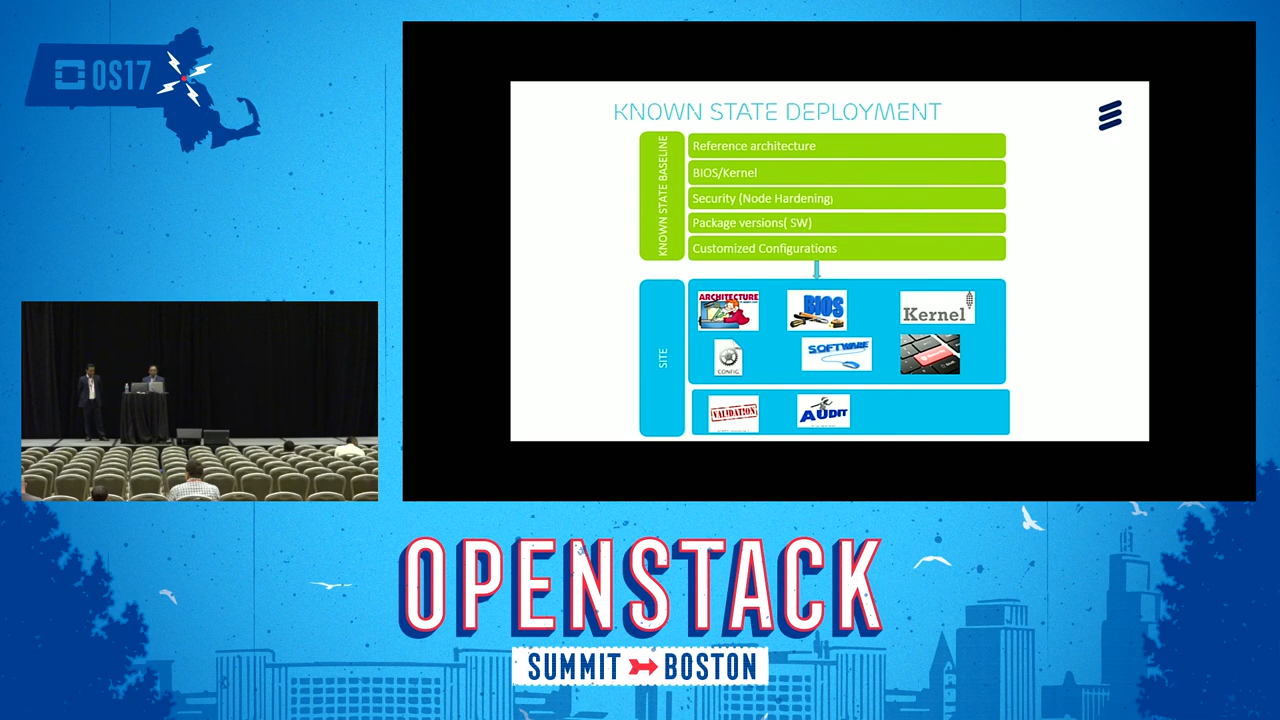 OS17
KNOWN STATE DEPLOYMENT
KNOWN STATE BASELINE
Reference architecture
BIOS/Kernel
Security (Node Hardening)
Package versions( SW)
Customized Configurations
SITE
ARCHITECTURE
BIOS
Kernel
CONFIG
SOFTWARE
VALIDATION
AUDIT
OPENSTACK
SUMMIT BOSTON